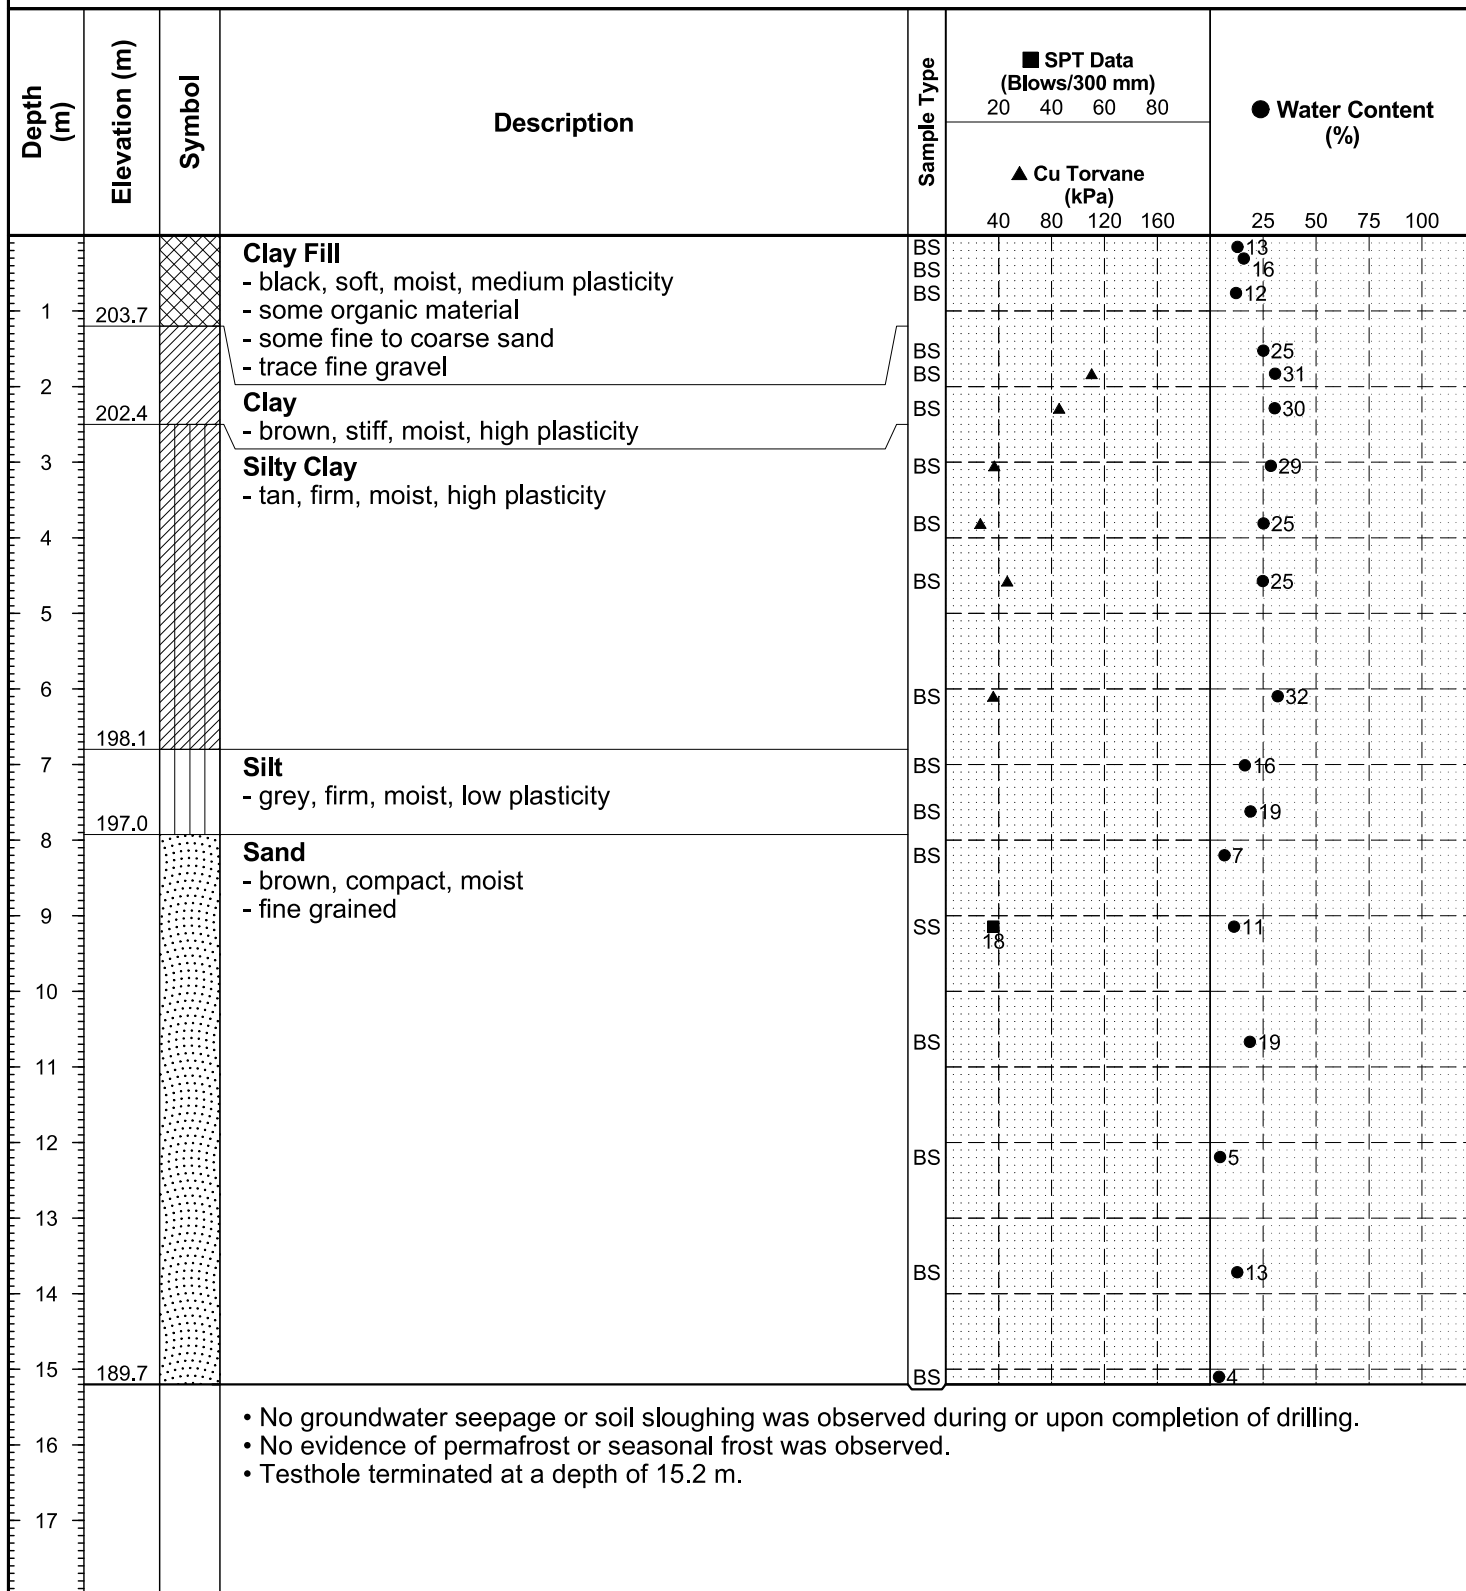 Depth
(m)
Elevation (m)
Symbol
Description
Sample Type
■ SPT Data
(Blows/300 mm)
20 40 60 80
▲ Cu Torvane
(kPa)
40 80 120 160
● Water Content
(%)
25 50 75 100
Clay Fill
- black, soft, moist, medium plasticity
- some organic material
- some fine to coarse sand
- trace fine gravel
BS 13
BS 16
BS 12
1
203.7
BS 25
BS 31
2
202.4
Clay
- brown, stiff, moist, high plasticity
BS 30
3
Silty Clay
- tan, firm, moist, high plasticity
BS 29
BS 25
4
BS 25
5
6
BS 32
198.1
7
Silt
- grey, firm, moist, low plasticity
BS 16
BS 19
197.0
8
Sand
- brown, compact, moist
- fine grained
BS 7
9
SS 18 11
10
BS 19
11
12
BS 5
13
BS 13
14
15
189.7
BS 4
• No groundwater seepage or soil sloughing was observed during or upon completion of drilling.
• No evidence of permafrost or seasonal frost was observed.
• Testhole terminated at a depth of 15.2 m.
16
17